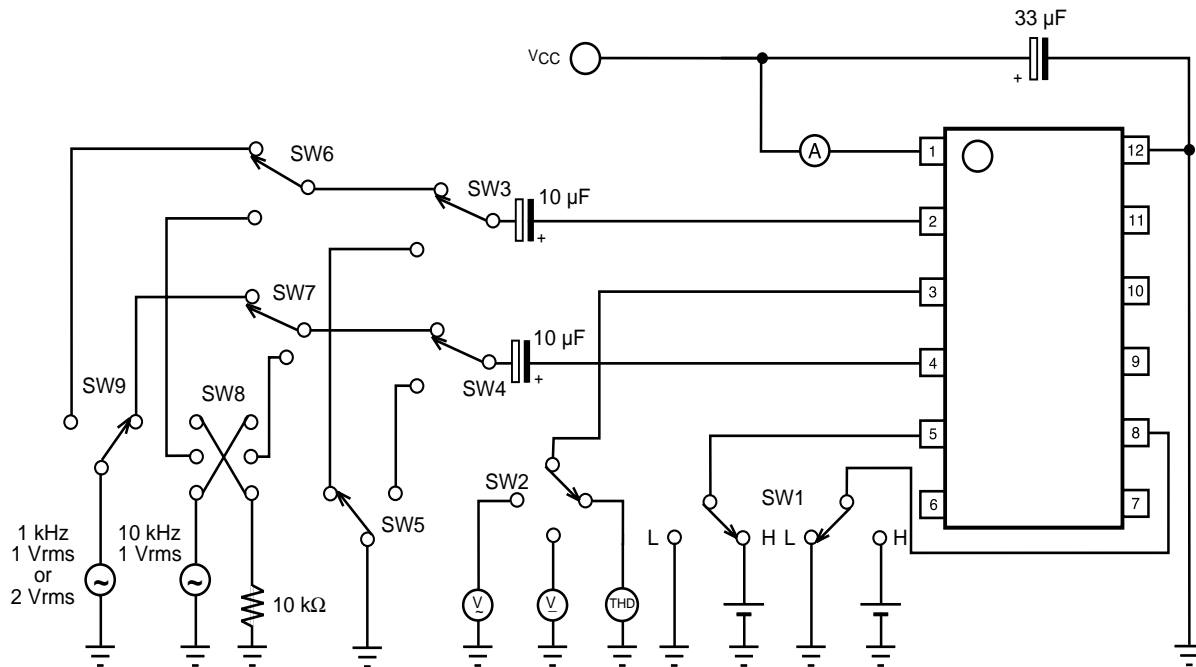 33 µF
VCC
+
A
1
12
SW6
SW3
10 µF
2
11
+
SW7
3
10
10 µF
4
9
SW9
SW8
SW4
+
5
8
SW2
SW1
6
7
SW5
L
H
L
H
1 kHz
1 Vrms
or
2 Vrms
10 kHz
1 Vrms
~
~
10 kΩ
V
~
V
–
THD